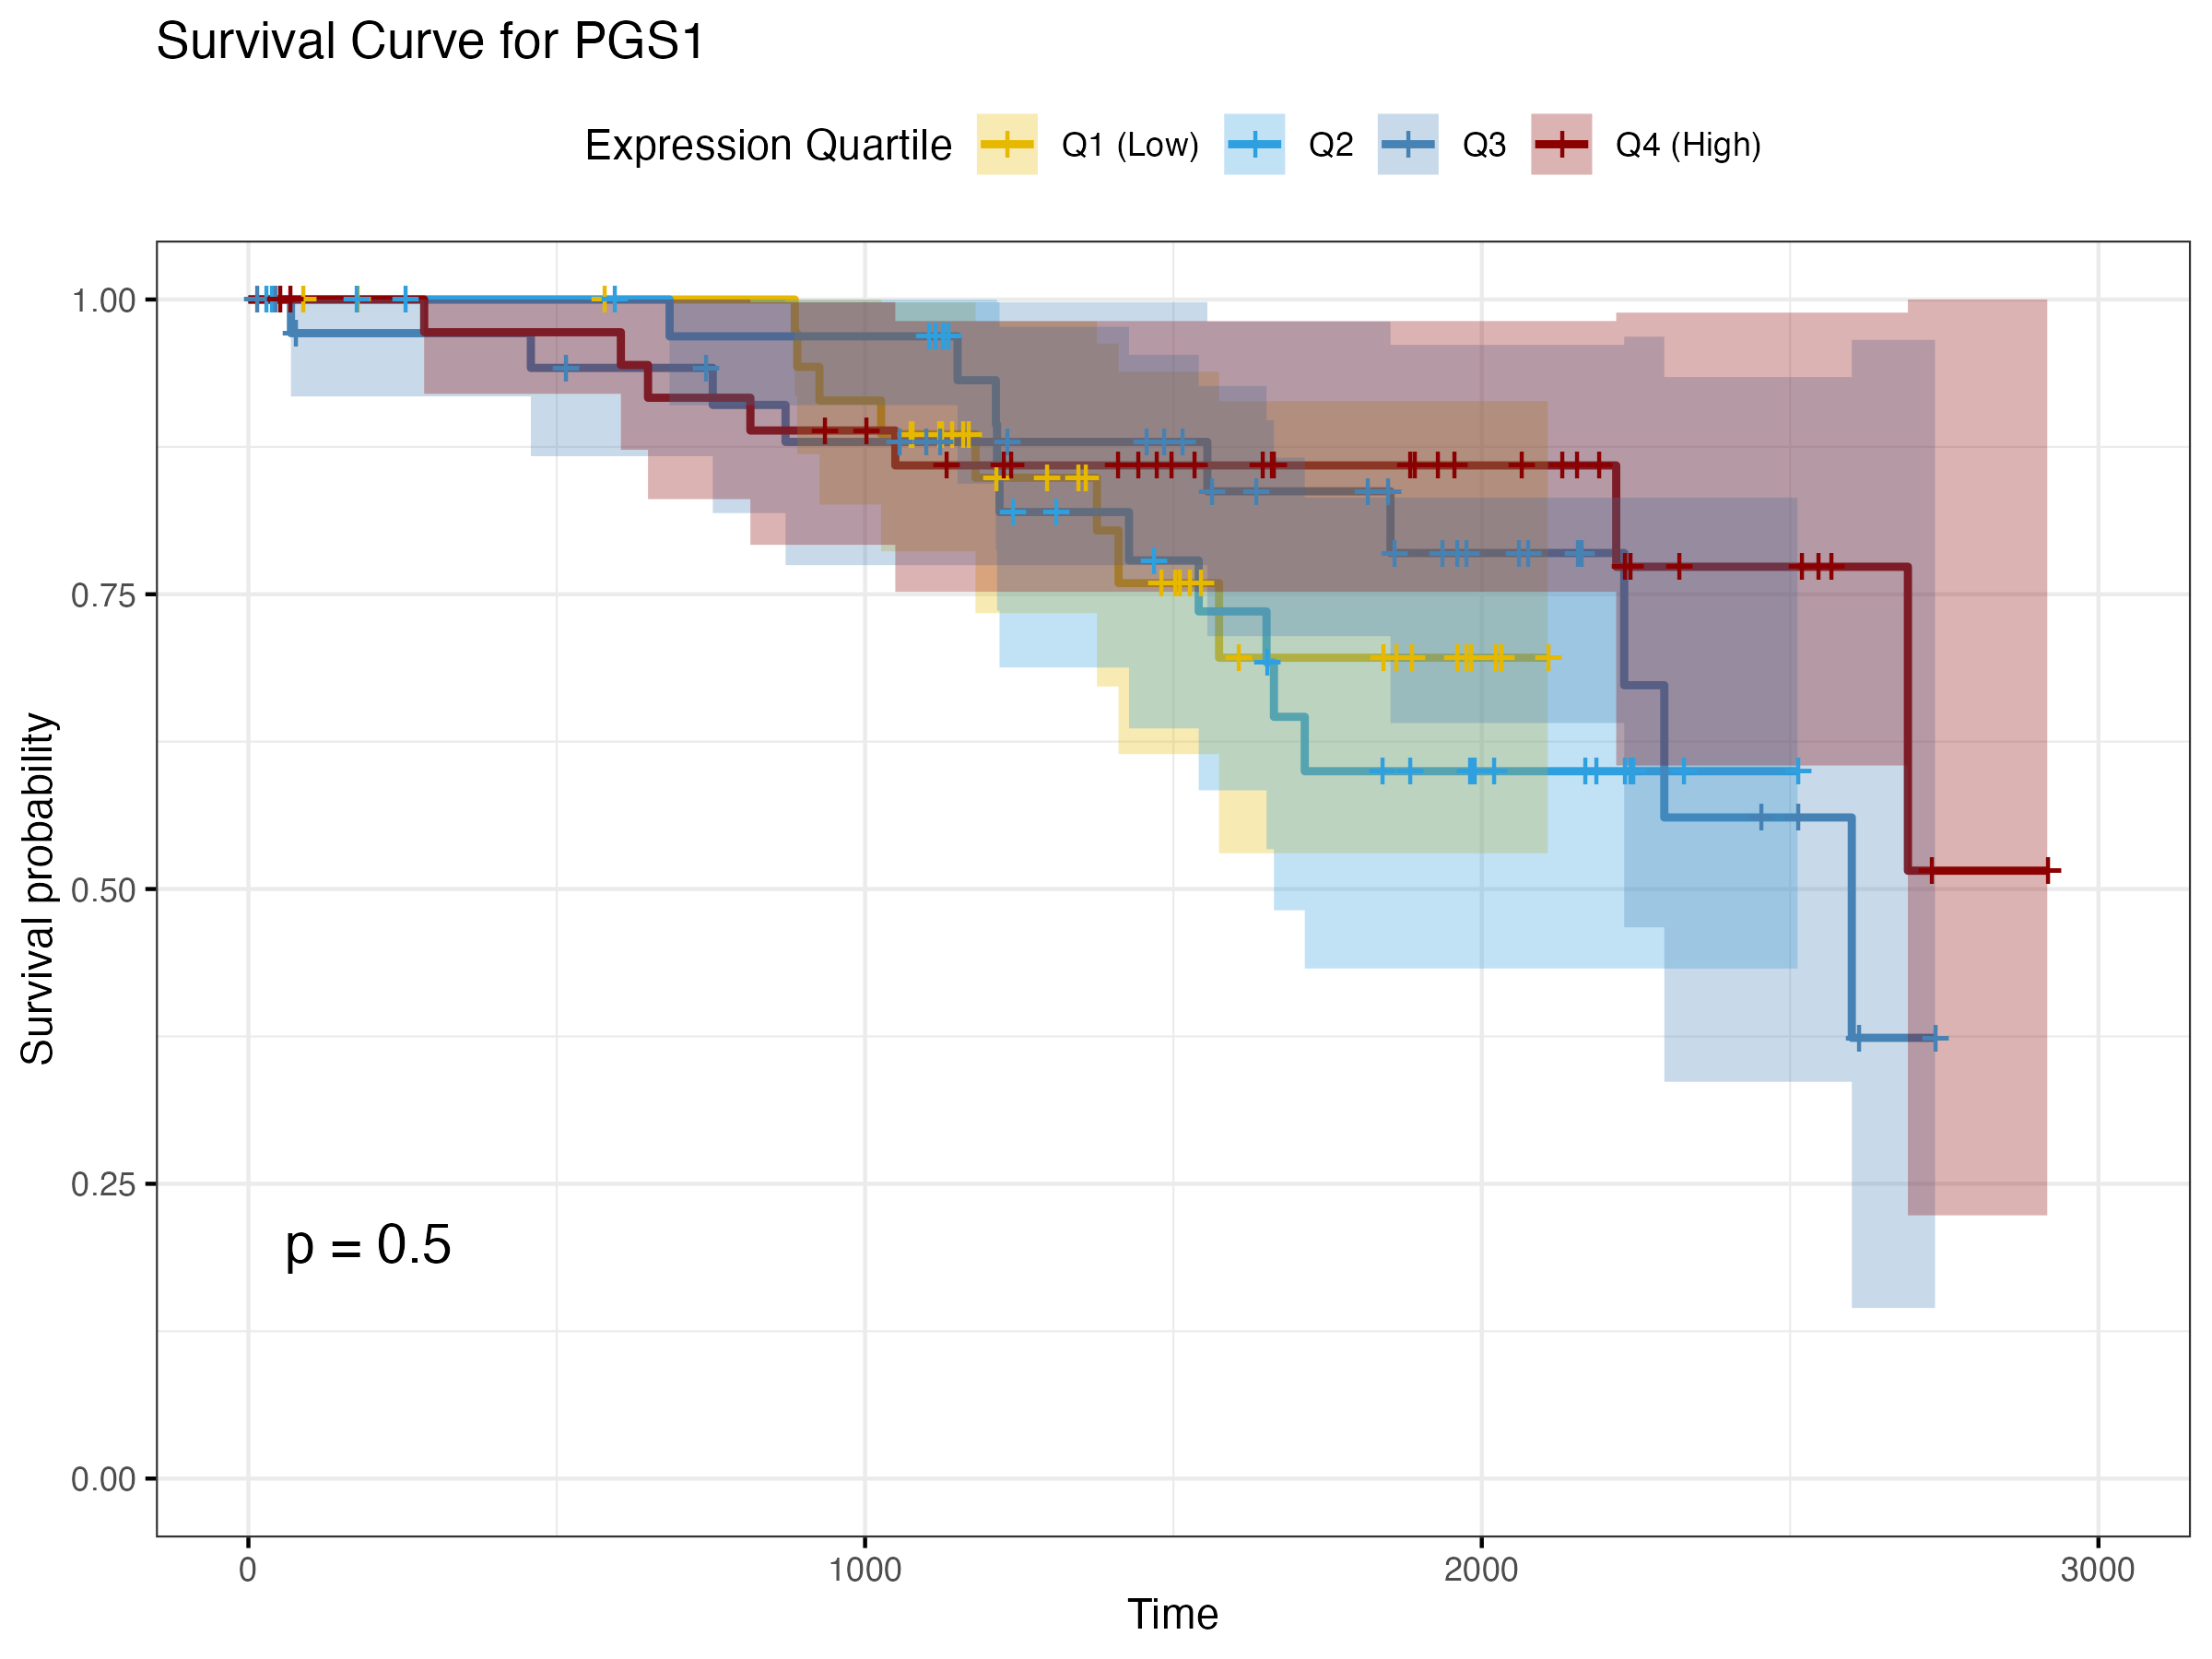 Survival Curve for PGS1
Expression Quartile Q1 (Low) Q2 Q3 Q4 (High)
Survival probability
1.00
0.75
0.50
0.25
0.00
p = 0.5
0 1000 2000 3000
Time